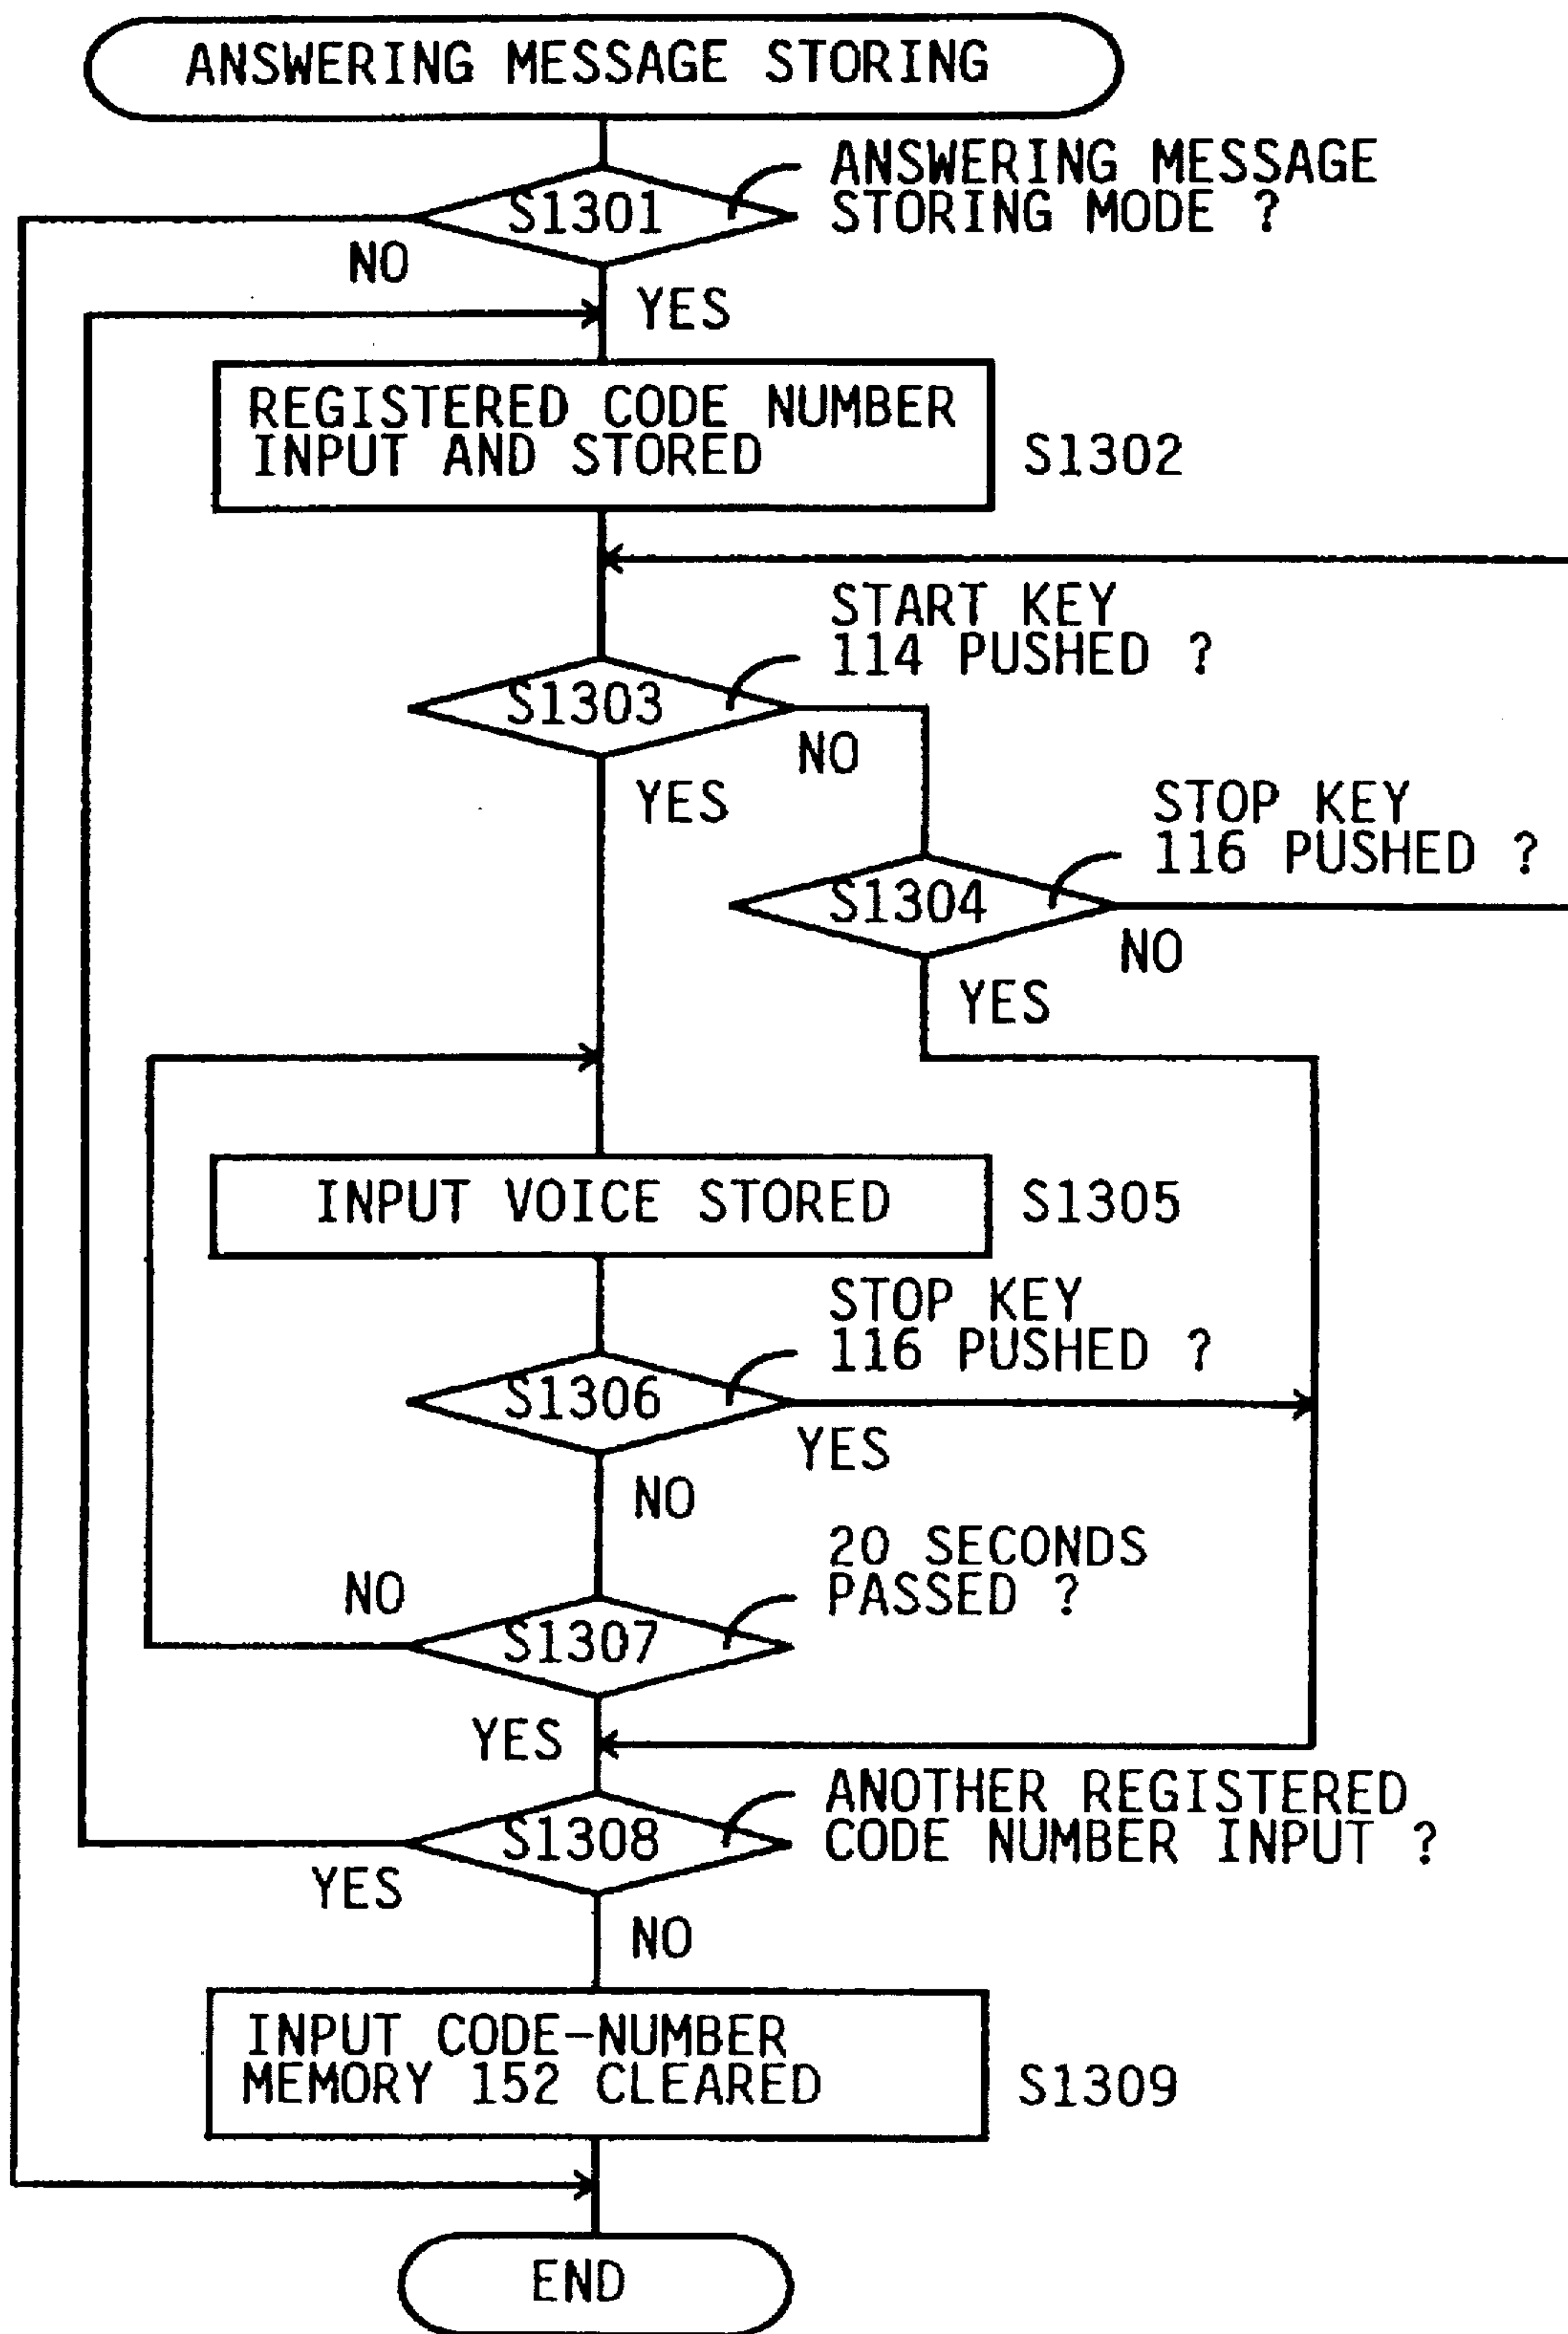 ANSWERING MESSAGE STORING
ANSWERING MESSAGE
STORING MODE ?
S1301
NO
YES
REGISTERED CODE NUMBER
INPUT AND STORED
S1302
START KEY
114 PUSHED ?
S1303
NO
YES
STOP KEY
116 PUSHED ?
S1304
NO
YES
INPUT VOICE STORED
S1305
STOP KEY
116 PUSHED ?
S1306
YES
NO
20 SECONDS
PASSED ?
NO
S1307
YES
ANOTHER REGISTERED
CODE NUMBER INPUT ?
S1308
YES
NO
INPUT CODE-NUMBER
MEMORY 152 CLEARED
S1309
END